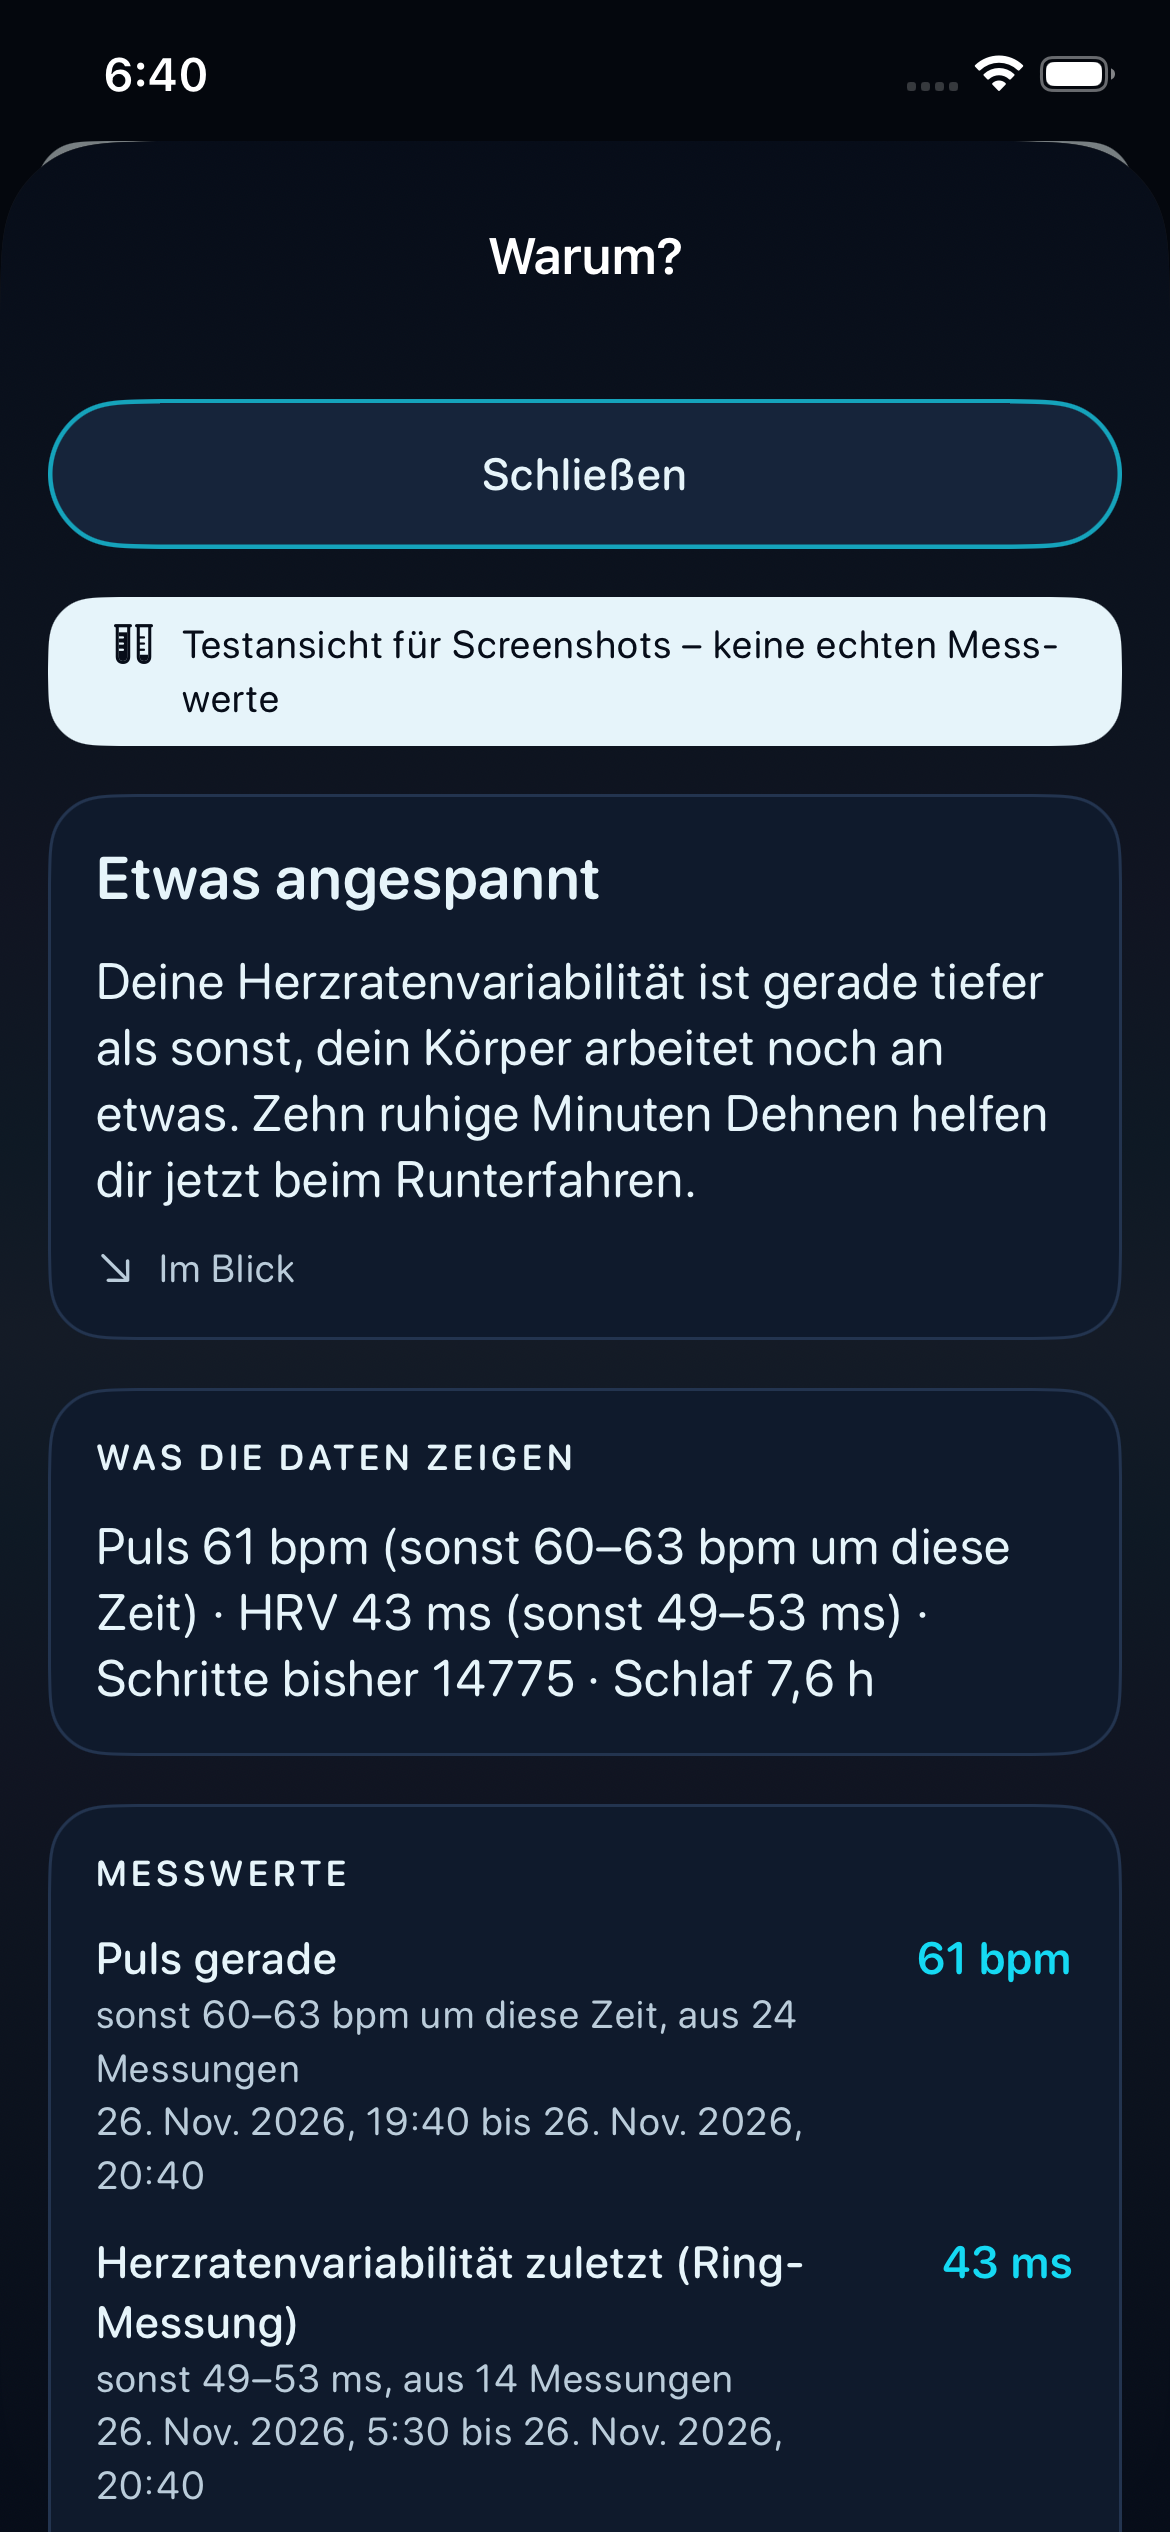 6:40
Warum?
Schließen
Testansicht für Screenshots – keine echten Mess-
werte
Etwas angespannt
Deine Herzratenvariabilität ist gerade tiefer
als sonst, dein Körper arbeitet noch an
etwas. Zehn ruhige Minuten Dehnen helfen
dir jetzt beim Runterfahren.
Im Blick
WAS DIE DATEN ZEIGEN
Puls 61 bpm (sonst 60–63 bpm um diese
Zeit) · HRV 43 ms (sonst 49–53 ms) ·
Schritte bisher 14775 · Schlaf 7,6 h
MESSWERTE
Puls gerade 61 bpm
sonst 60–63 bpm um diese Zeit, aus 24
Messungen
26. Nov. 2026, 19:40 bis 26. Nov. 2026,
20:40
Herzratenvariabilität zuletzt (Ring- 43 ms
Messung)
sonst 49–53 ms, aus 14 Messungen
26. Nov. 2026, 5:30 bis 26. Nov. 2026,
20:40